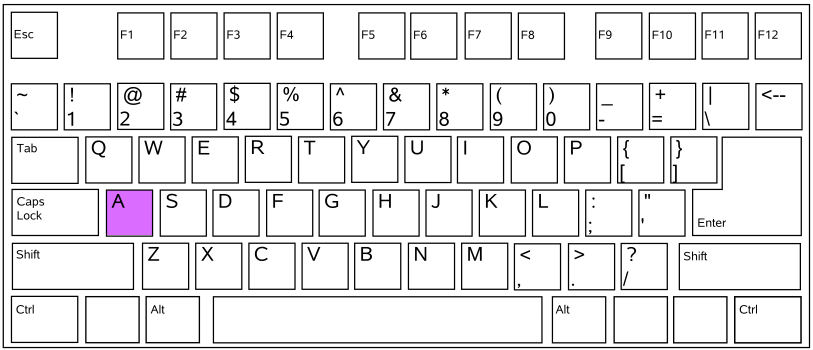 Esc F1 F2 F3 F4 F5 F6 F7 F8 F9 F10 F11 F12
~ ! @ # $ % ^ & * ( ) _ + | <--
` 1 2 3 4 5 6 7 8 9 0 - = \
Tab Q W E R T Y U I O P { }
[ ]
Caps A S D F G H J K L : "
Lock ; ' Enter
Shift Z X C V B N M < > ? Shift
, . /
Ctrl Alt Alt Ctrl